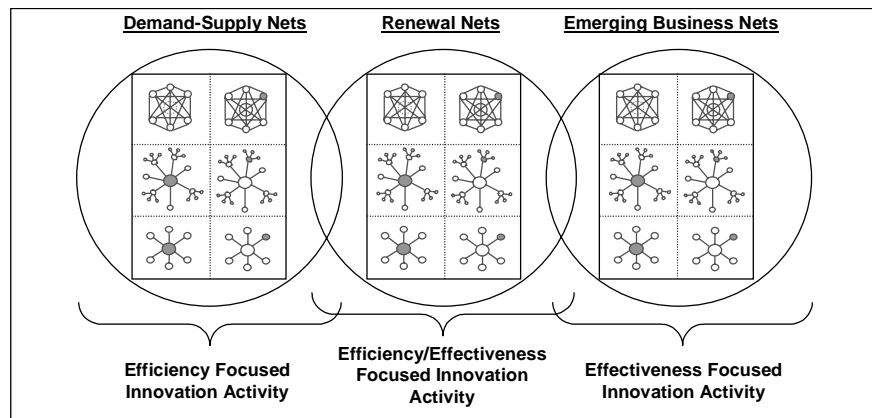 Demand-Supply Nets
Renewal Nets
Emerging Business Nets
Efficiency Focused
Innovation Activity
Efficiency/Effectiveness
Focused Innovation
Activity
Effectiveness Focused
Innovation Activity